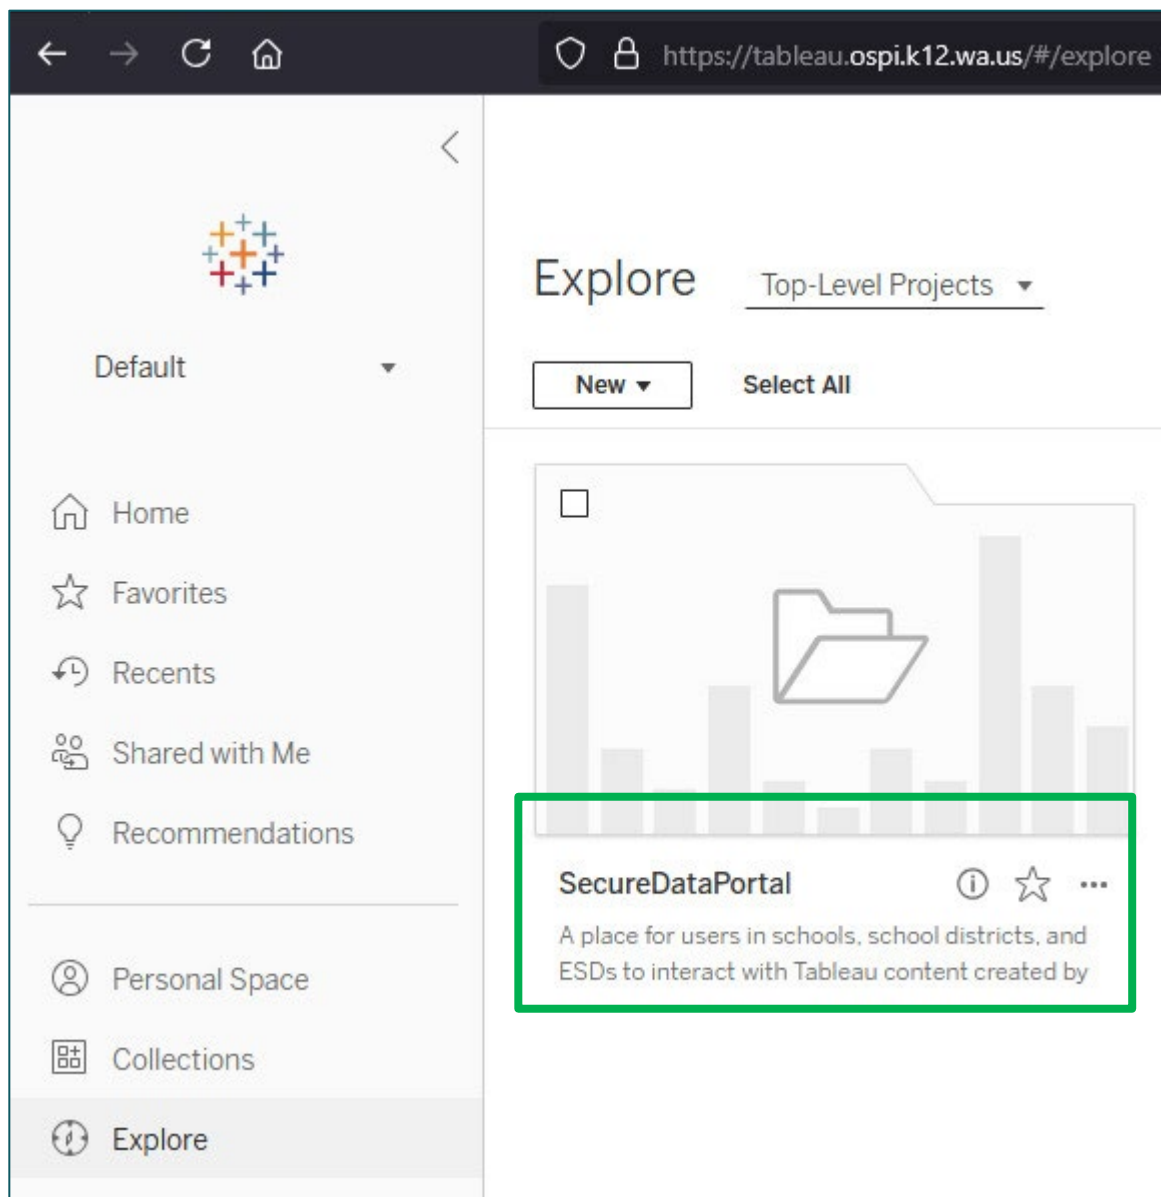 https://tableau.ospi.k12.wa.us/#/explore
Default
Home
Favorites
Recents
Shared with Me
Recommendations
Personal Space
Collections
Explore
Explore
Top-Level Projects
New
Select All
SecureDataPortal
A place for users in schools, school districts, and
ESDs to interact with Tableau content created by